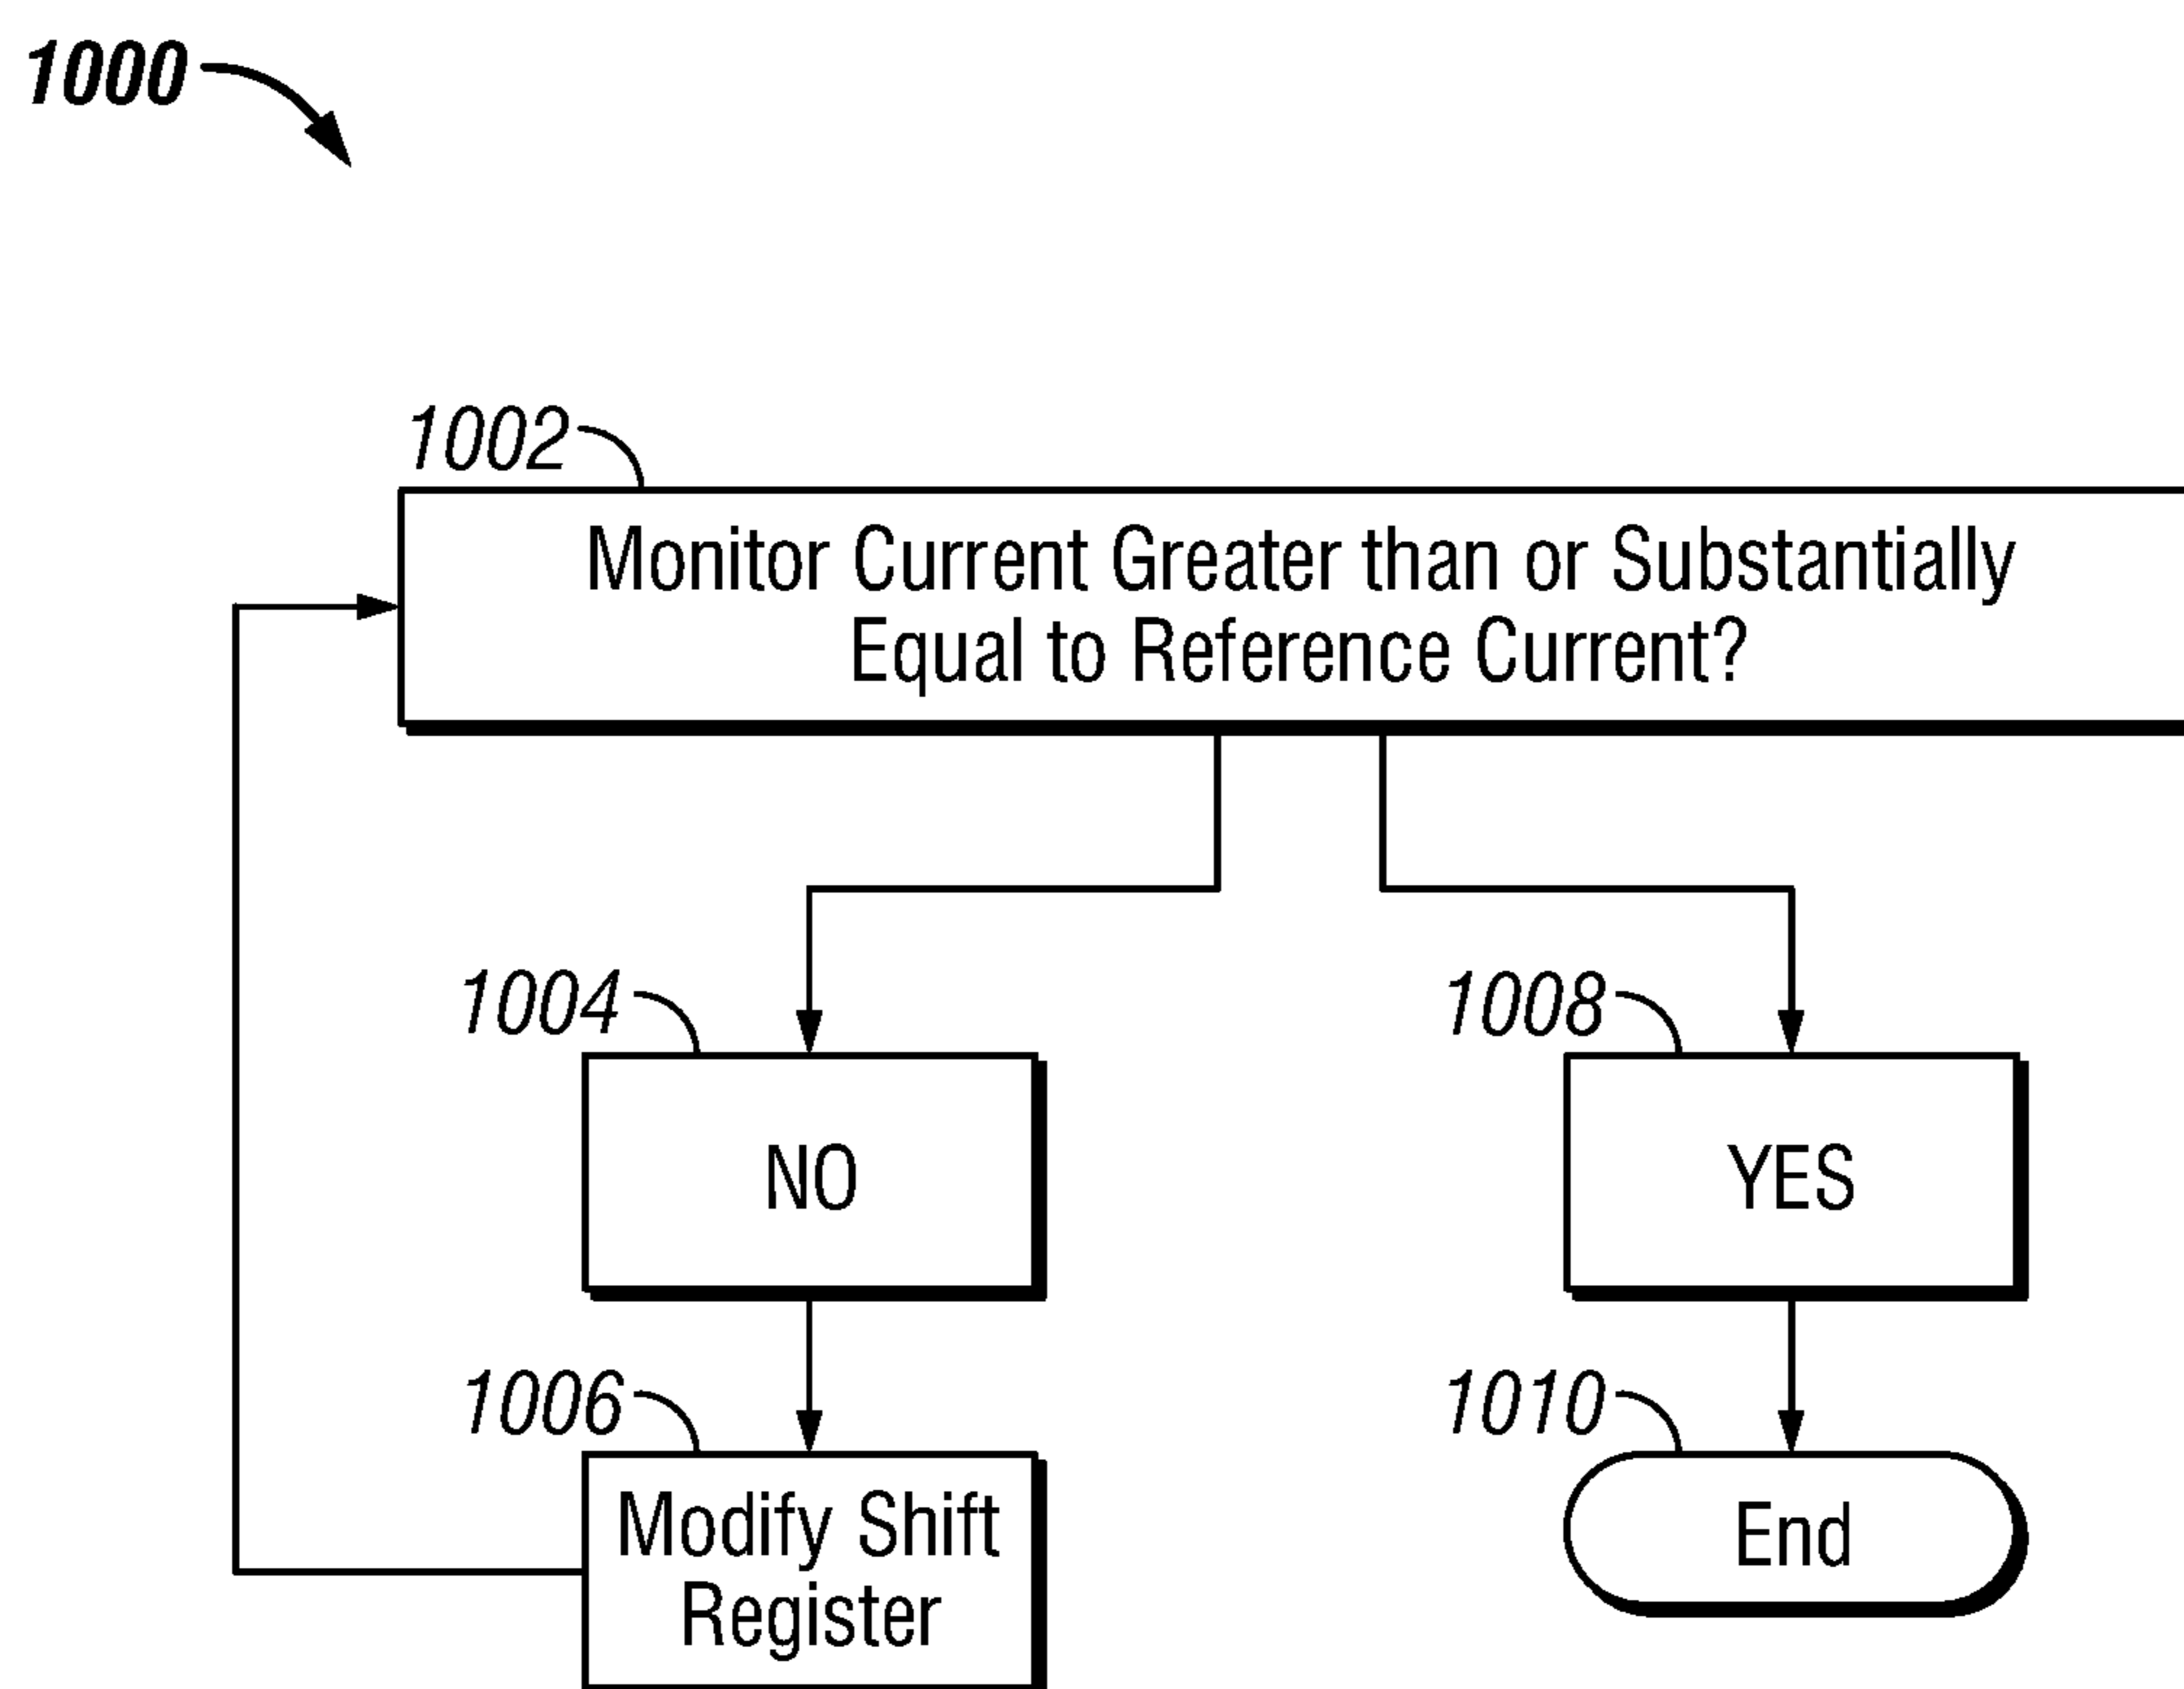 1000
1002
Monitor Current Greater than or Substantially
Equal to Reference Current?
1004
1008
NO
YES
1006
1010
Modify Shift
Register
End